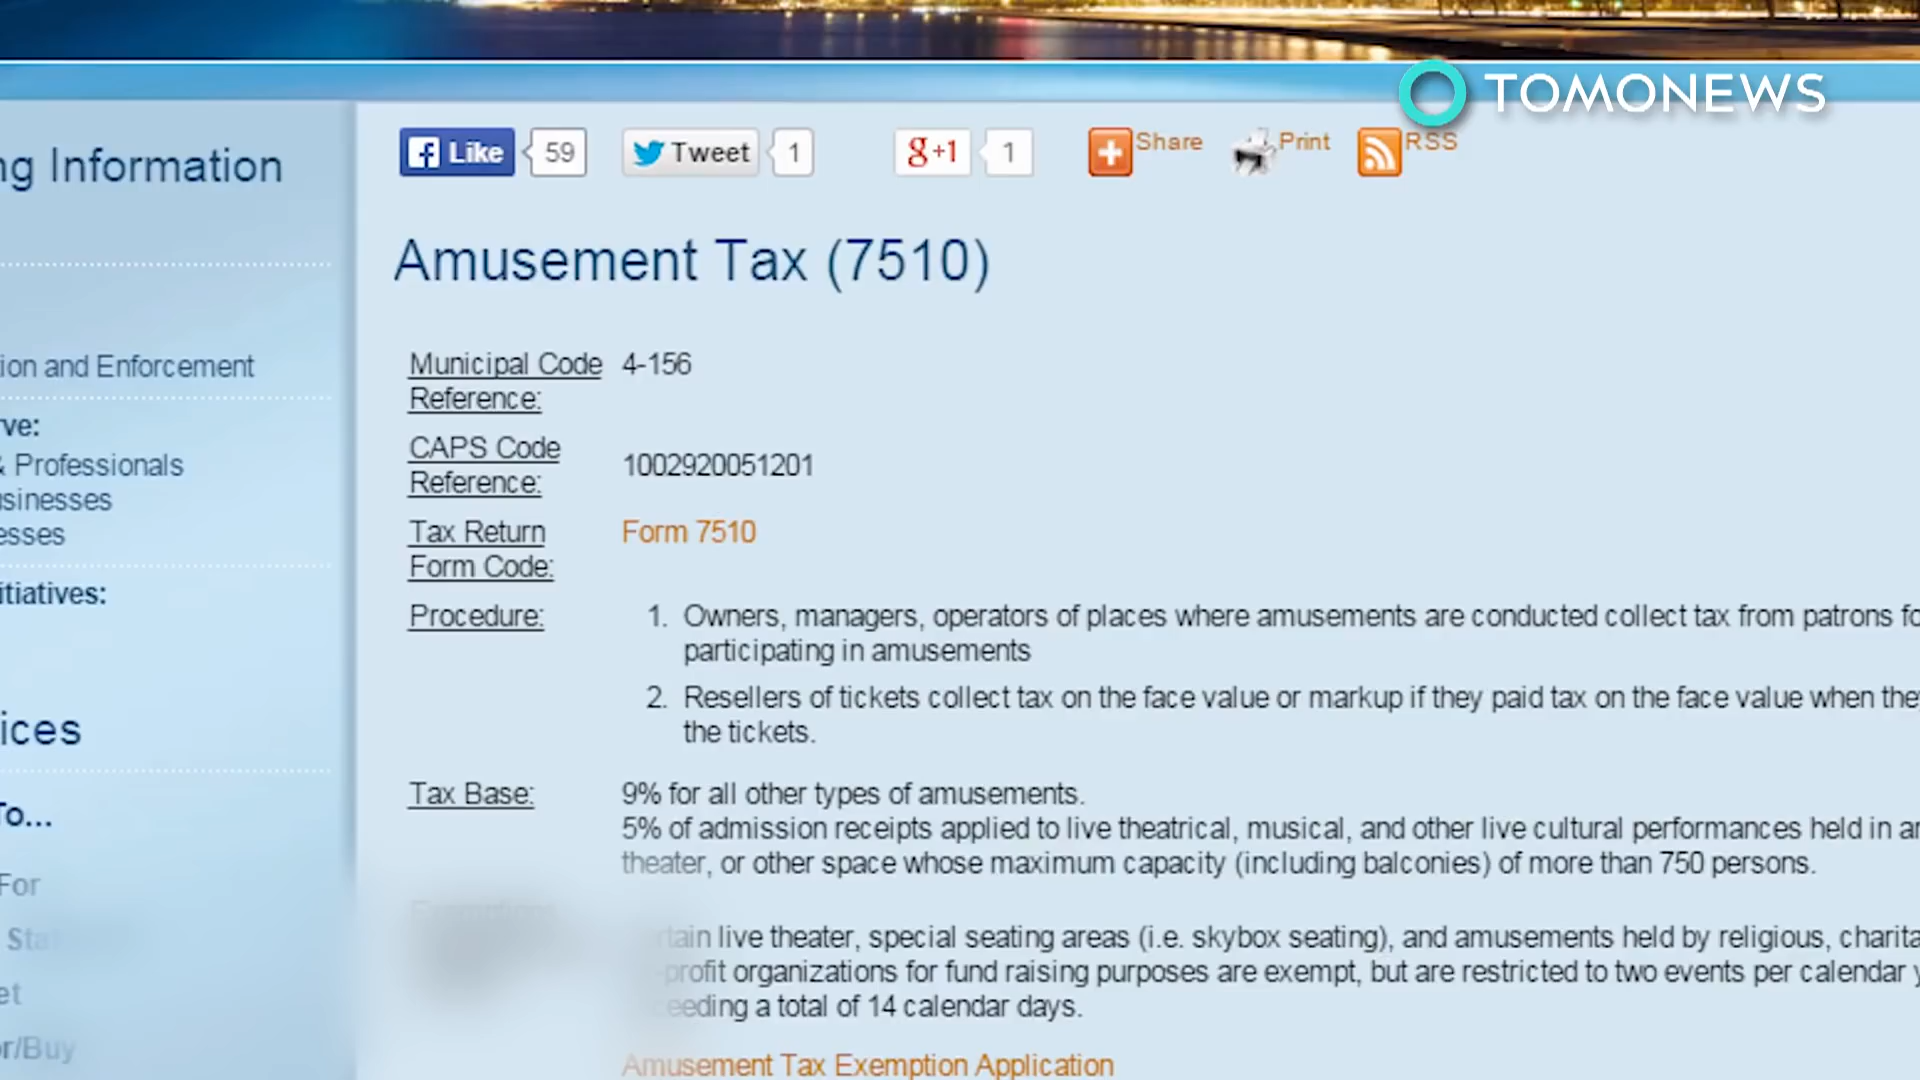 TOMONEWS
Like 59 Tweet 1 g+1 1 Share Print RSS
ng Information
Amusement Tax (7510)
Municipal Code 4-156
Reference:
ion and Enforcement
rve:
CAPS Code
Reference: 1002920051201
& Professionals
usinesses
esses
Tax Return Form 7510
Form Code:
itiatives:
Procedure: 1. Owners, managers, operators of places where amusements are conducted collect tax from patrons fo
participating in amusements
2. Resellers of tickets collect tax on the face value or markup if they paid tax on the face value when the
the tickets.
ices
Tax Base: 9% for all other types of amusements.
To...
5% of admission receipts applied to live theatrical, musical, and other live cultural performances held in a
theater, or other space whose maximum capacity (including balconies) of more than 750 persons.
For
tain live theater, special seating areas (i.e. skybox seating), and amusements held by religious, charita
profit organizations for fund raising purposes are exempt, but are restricted to two events per calendar y
eeding a total of 14 calendar days.
et
or/Buy
Amusement Tax Exemption Application